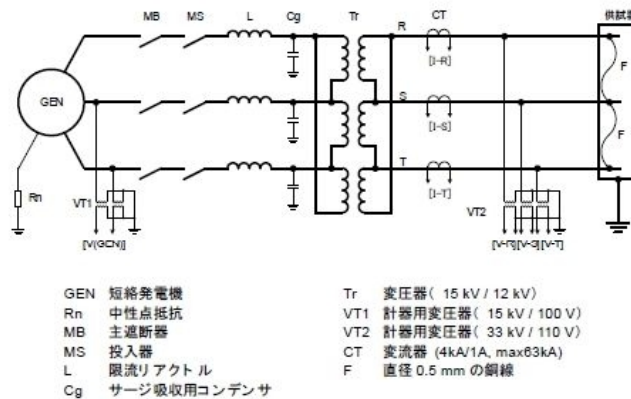 MB MS L Cg Tr R CT 供試器
[I-R]
F
GEN
S
[I-S]
F
T
Rn
VT1
[I-T]
VT2
[V(GEN)]
[V-R][V-S][V-T]
GEN 短絡発電機
Rn 中性点抵抗
MB 主遮断器
MS 投入器
L 限流リアクトル
Cg サージ吸収用コンデンサ
Tr 変圧器( 15 kV / 12 kV)
VT1 計器用変圧器( 15 kV / 100 V)
VT2 計器用変圧器( 33 kV / 110 V)
CT 変流器 (4kA/1A, max63kA)
F 直径 0.5 mm の銅線